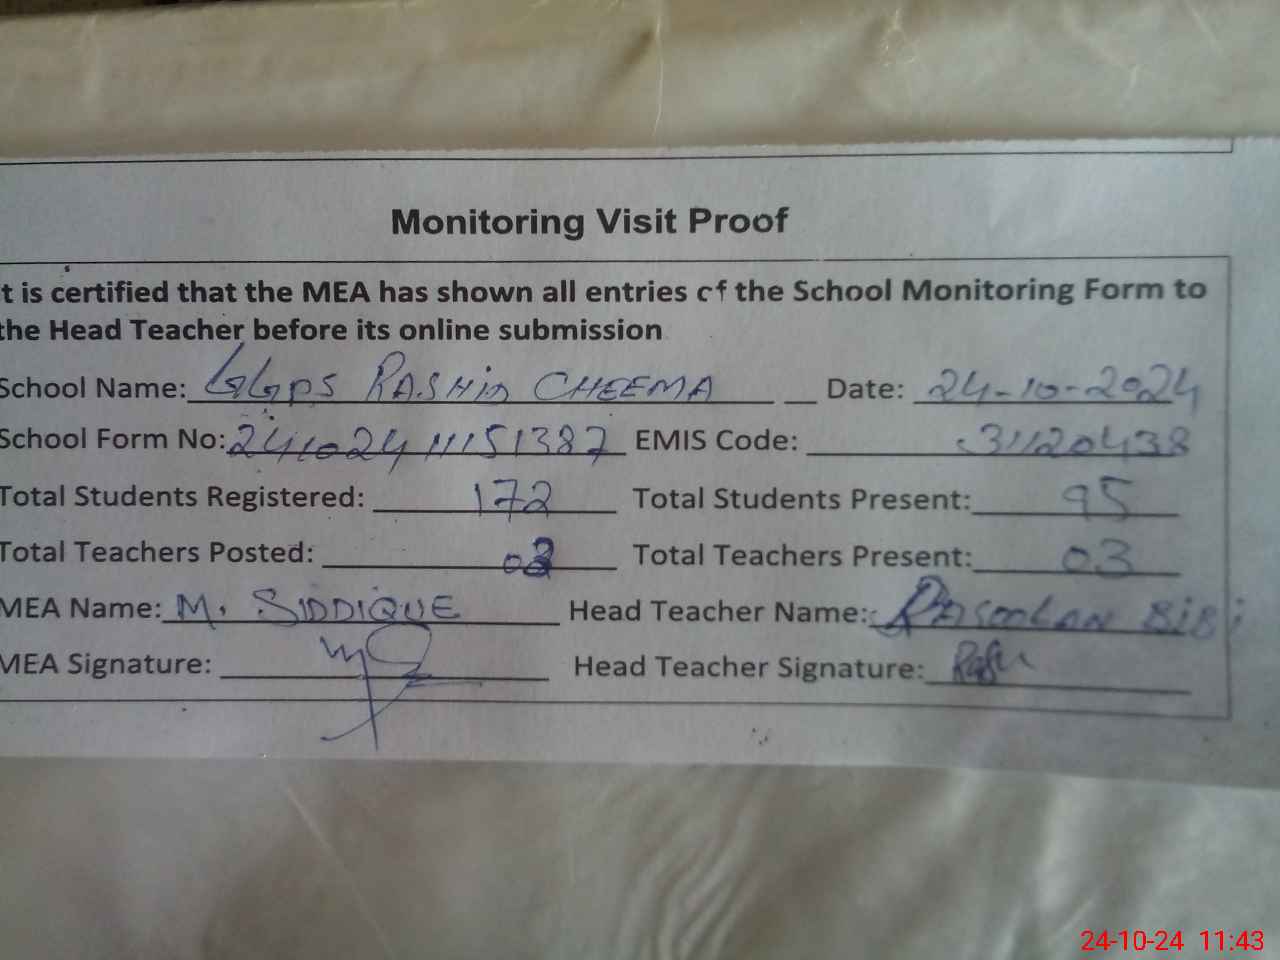 Monitoring Visit Proof
t is certified that the MEA has shown all entries of the School Monitoring Form to
the Head Teacher before its online submission
School Name: GGPS RASHID CHEEMA Date: 24-10-2024
School Form No: 24102411151387 EMIS Code: 31120438
Total Students Registered: 172 Total Students Present: 95
Total Teachers Posted: 03 Total Teachers Present: 03
MEA Name: M. SIDDIQUE Head Teacher Name: RASOOLAN BIBI
MEA Signature: Head Teacher Signature:
24-10-24 11:43